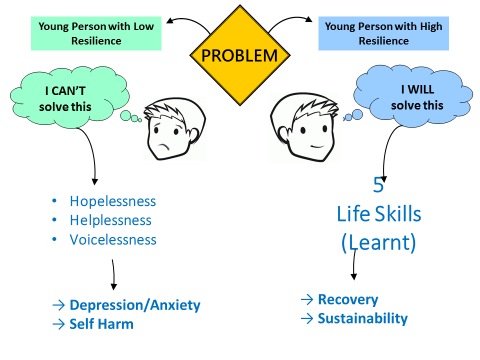 Young Person with Low
Resilience
PROBLEM
Young Person with High
Resilience
I CAN'T
solve this
I WILL
solve this
• Hopelessness
• Helplessness
• Voicelessness
5
Life Skills
(Learnt)
→ Depression/Anxiety
→ Self Harm
→ Recovery
→ Sustainability